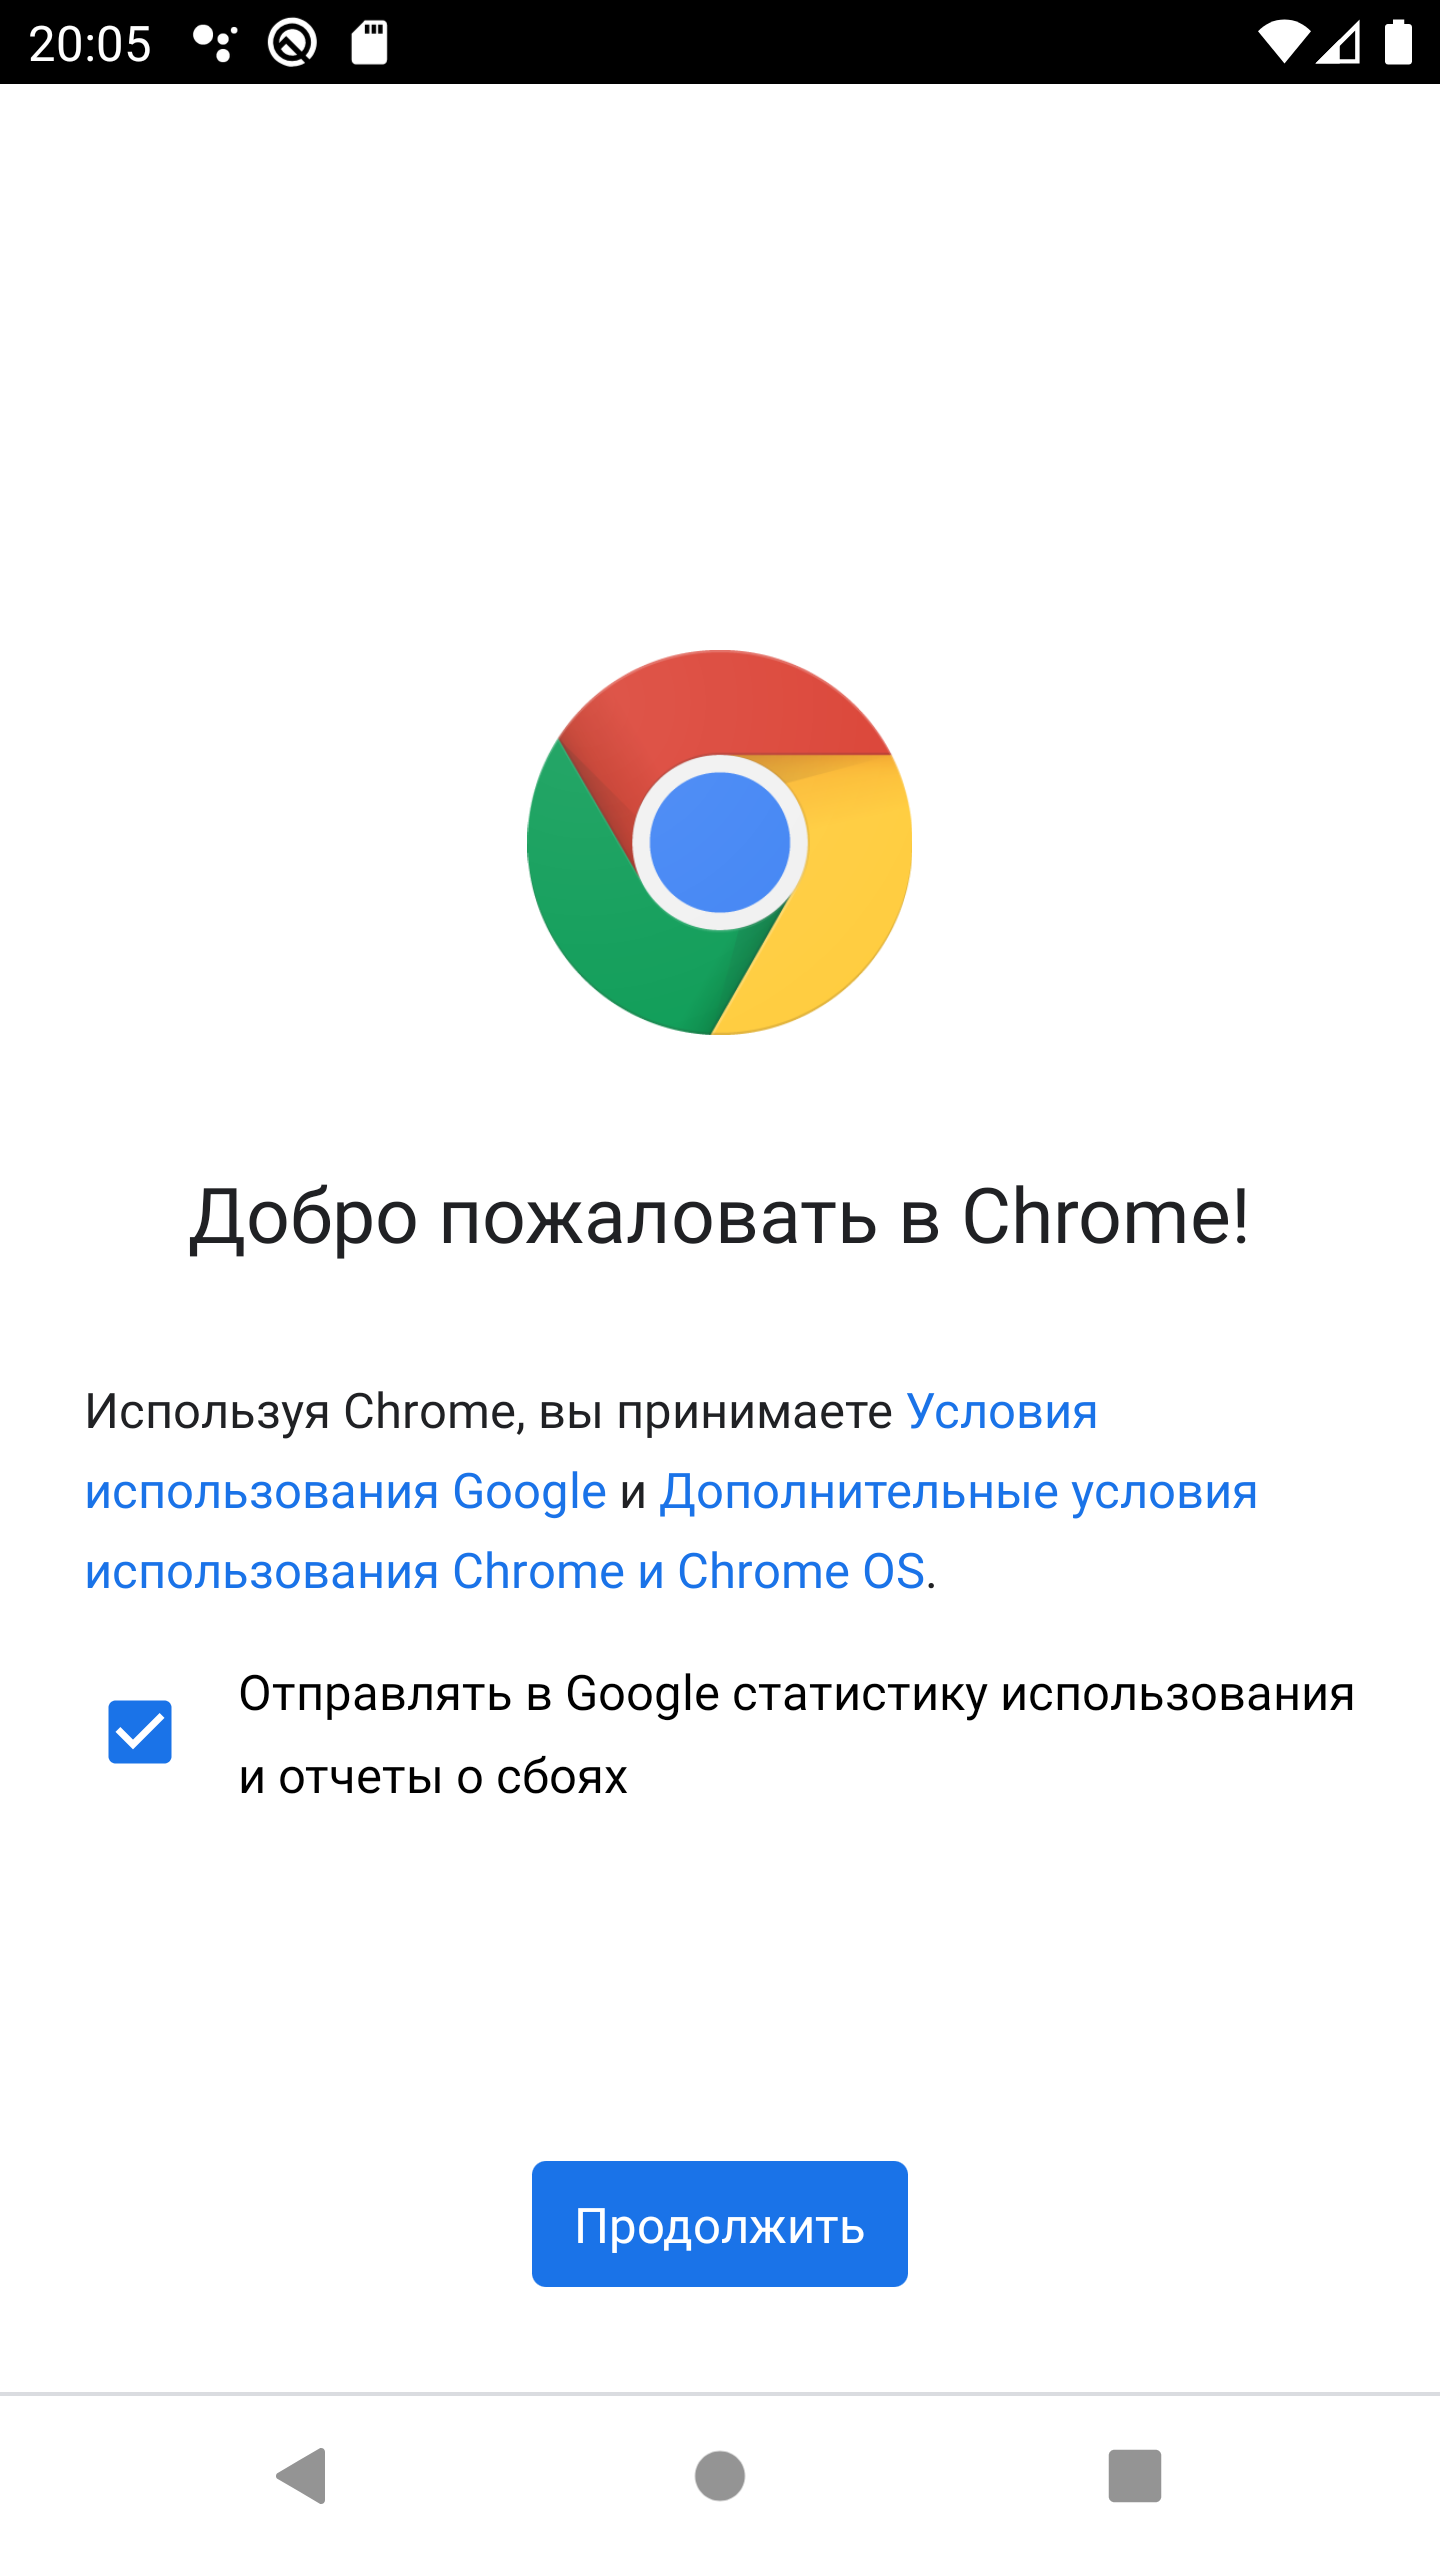 20:05
Добро пожаловать в Chrome!
Используя Chrome, вы принимаете Условия
использования Google и Дополнительные условия
использования Chrome и Chrome OS.
Отправлять в Google статистику использования
и отчеты о сбоях
Продолжить